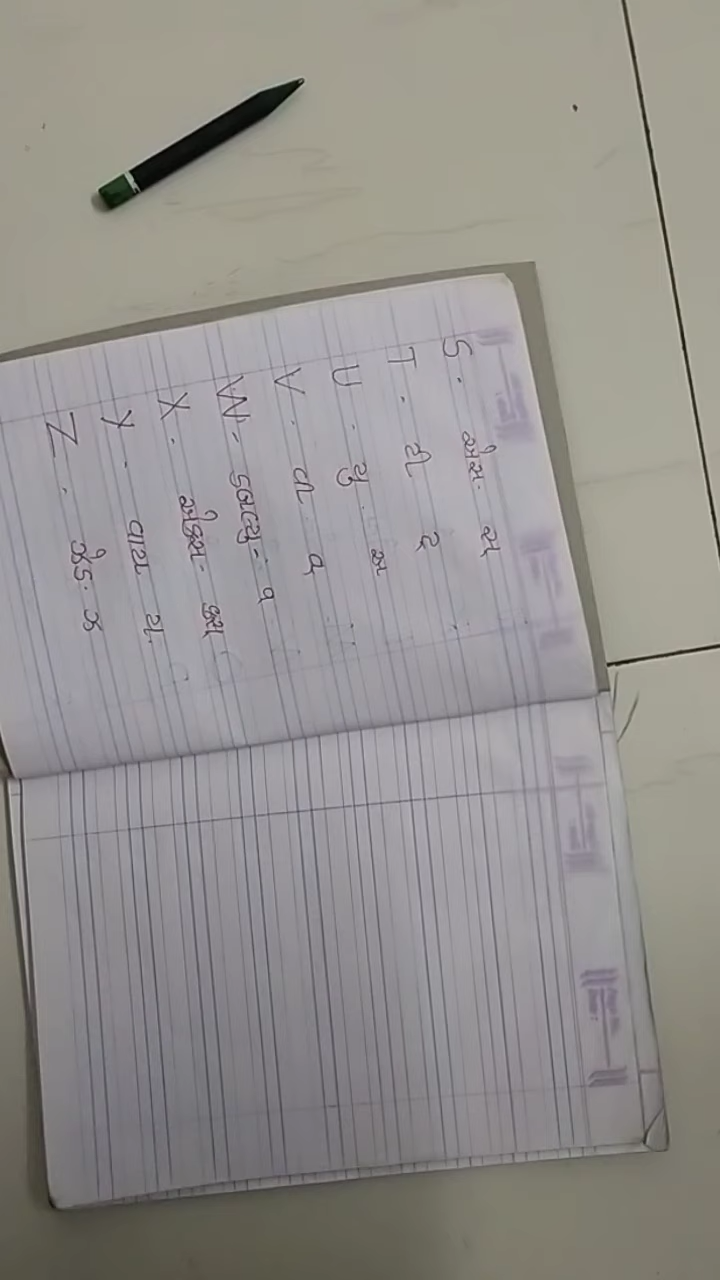 S. એસ. સ
T. ટી ટ
U. યુ. અ
V. વી વ
W. ડબલ્યુ. વ
X. એક્સ. ક્સ
Y. વાય ય.
Z. ઝેડ. ઝ